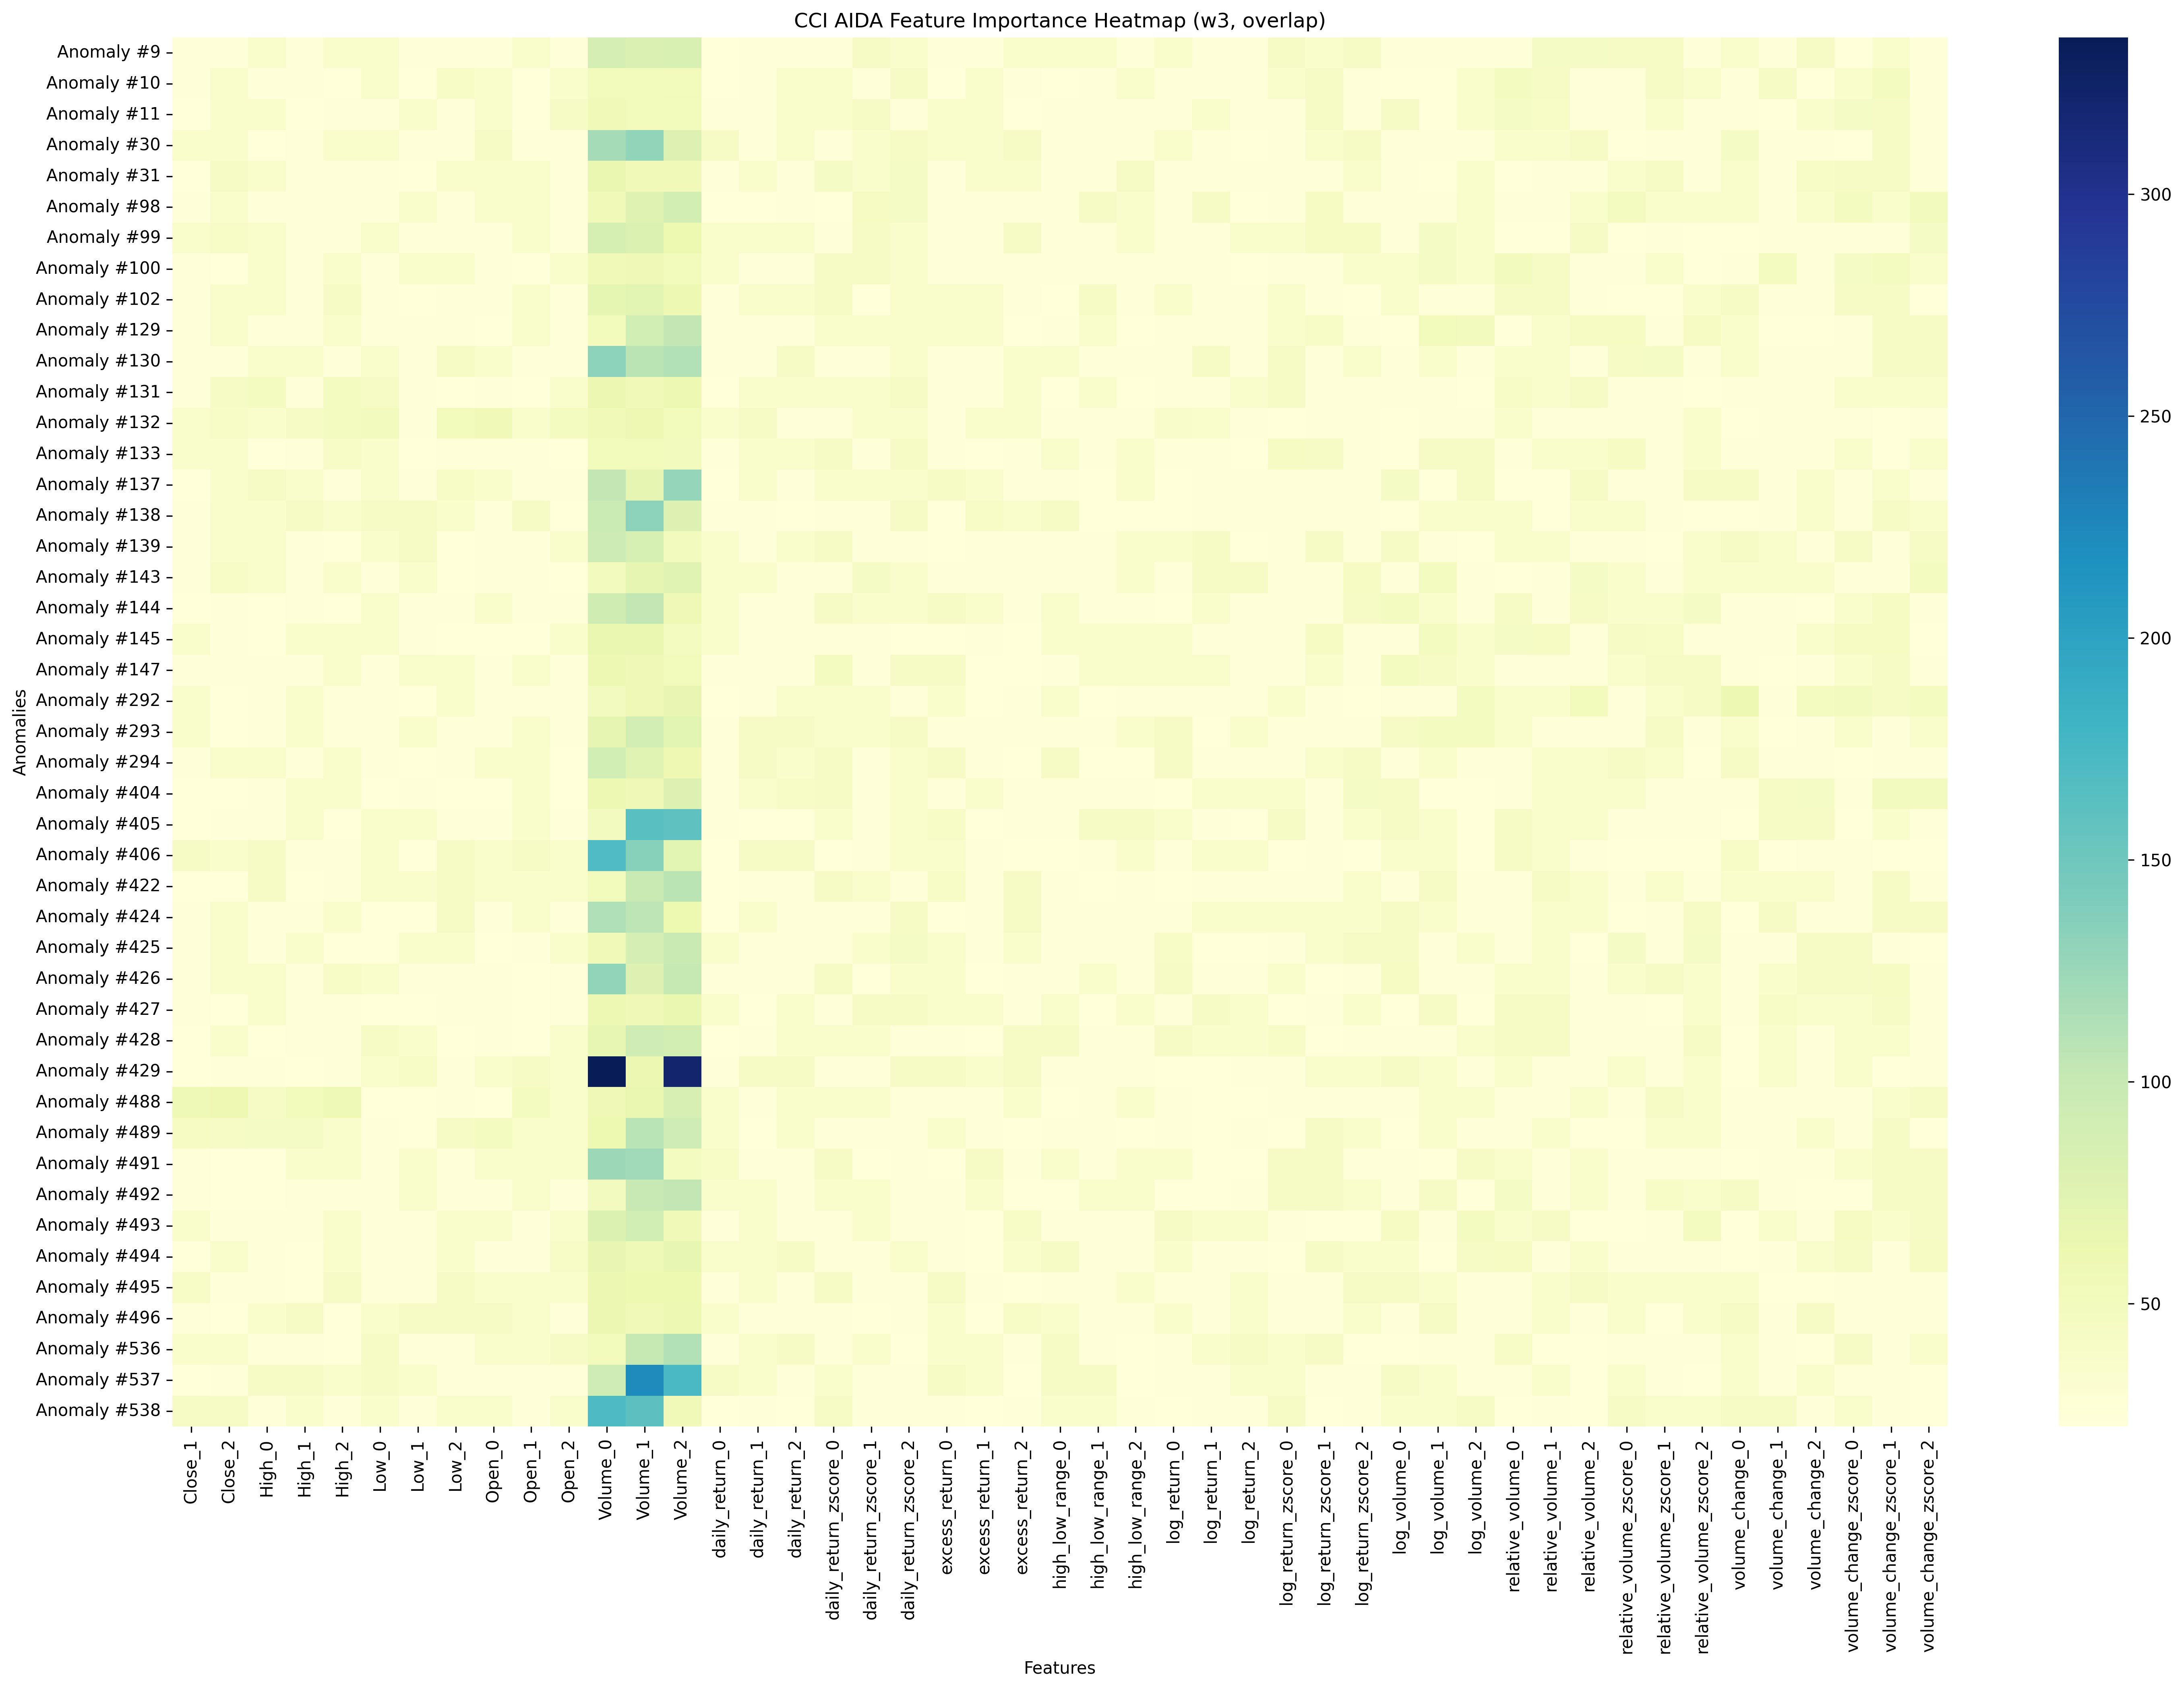 CCI AIDA Feature Importance Heatmap (w3, overlap)
Anomalies
Anomaly #9
Anomaly #10
Anomaly #11
Anomaly #30
Anomaly #31
Anomaly #98
Anomaly #99
Anomaly #100
Anomaly #102
Anomaly #129
Anomaly #130
Anomaly #131
Anomaly #132
Anomaly #133
Anomaly #137
Anomaly #138
Anomaly #139
Anomaly #143
Anomaly #144
Anomaly #145
Anomaly #147
Anomaly #292
Anomaly #293
Anomaly #294
Anomaly #404
Anomaly #405
Anomaly #406
Anomaly #422
Anomaly #424
Anomaly #425
Anomaly #426
Anomaly #427
Anomaly #428
Anomaly #429
Anomaly #488
Anomaly #489
Anomaly #491
Anomaly #492
Anomaly #493
Anomaly #494
Anomaly #495
Anomaly #496
Anomaly #536
Anomaly #537
Anomaly #538
Close_1
Close_2
High_0
High_1
High_2
Low_0
Low_1
Low_2
Open_0
Open_1
Open_2
Volume_0
Volume_1
Volume_2
daily_return_0
daily_return_1
daily_return_2
daily_return_zscore_0
daily_return_zscore_1
daily_return_zscore_2
excess_return_0
excess_return_1
excess_return_2
high_low_range_0
high_low_range_1
high_low_range_2
log_return_0
log_return_1
log_return_2
log_return_zscore_0
log_return_zscore_1
log_return_zscore_2
log_volume_0
log_volume_1
log_volume_2
relative_volume_0
relative_volume_1
relative_volume_2
relative_volume_zscore_0
relative_volume_zscore_1
relative_volume_zscore_2
volume_change_0
volume_change_1
volume_change_2
volume_change_zscore_0
volume_change_zscore_1
volume_change_zscore_2
Features
300
250
200
150
100
50